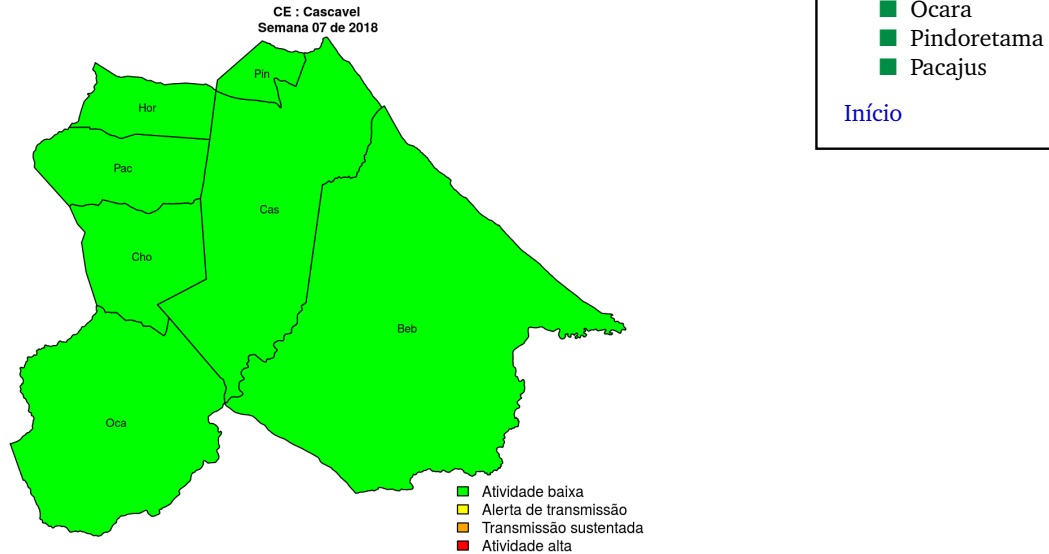 CE : Cascavel
Semana 07 de 2018
Pin
Hor
Pac
Cas
Cho
Beb
Oca
Atividade baixa
Alerta de transmissão
Transmissão sustentada
Atividade alta
Ocara
Pindoretama
Pacajus
Início